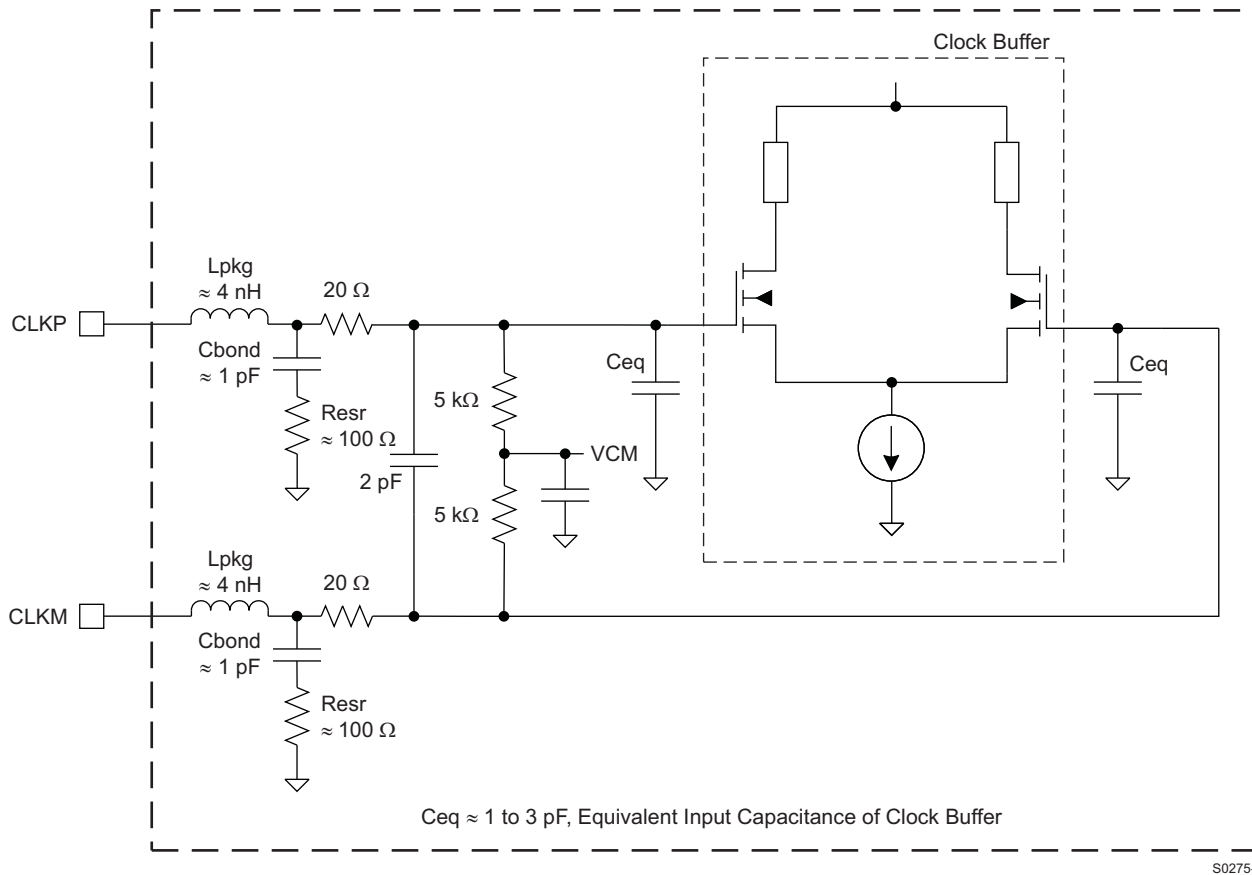 Clock Buffer
Lpkg
≈ 4 nH
20 Ω
CLKP
Cbond
≈ 1 pF
Ceq
Ceq
5 kΩ
Resr
≈ 100 Ω
VCM
2 pF
5 kΩ
Lpkg
≈ 4 nH
20 Ω
CLKM
Cbond
≈ 1 pF
Resr
≈ 100 Ω
Ceq ≈ 1 to 3 pF, Equivalent Input Capacitance of Clock Buffer